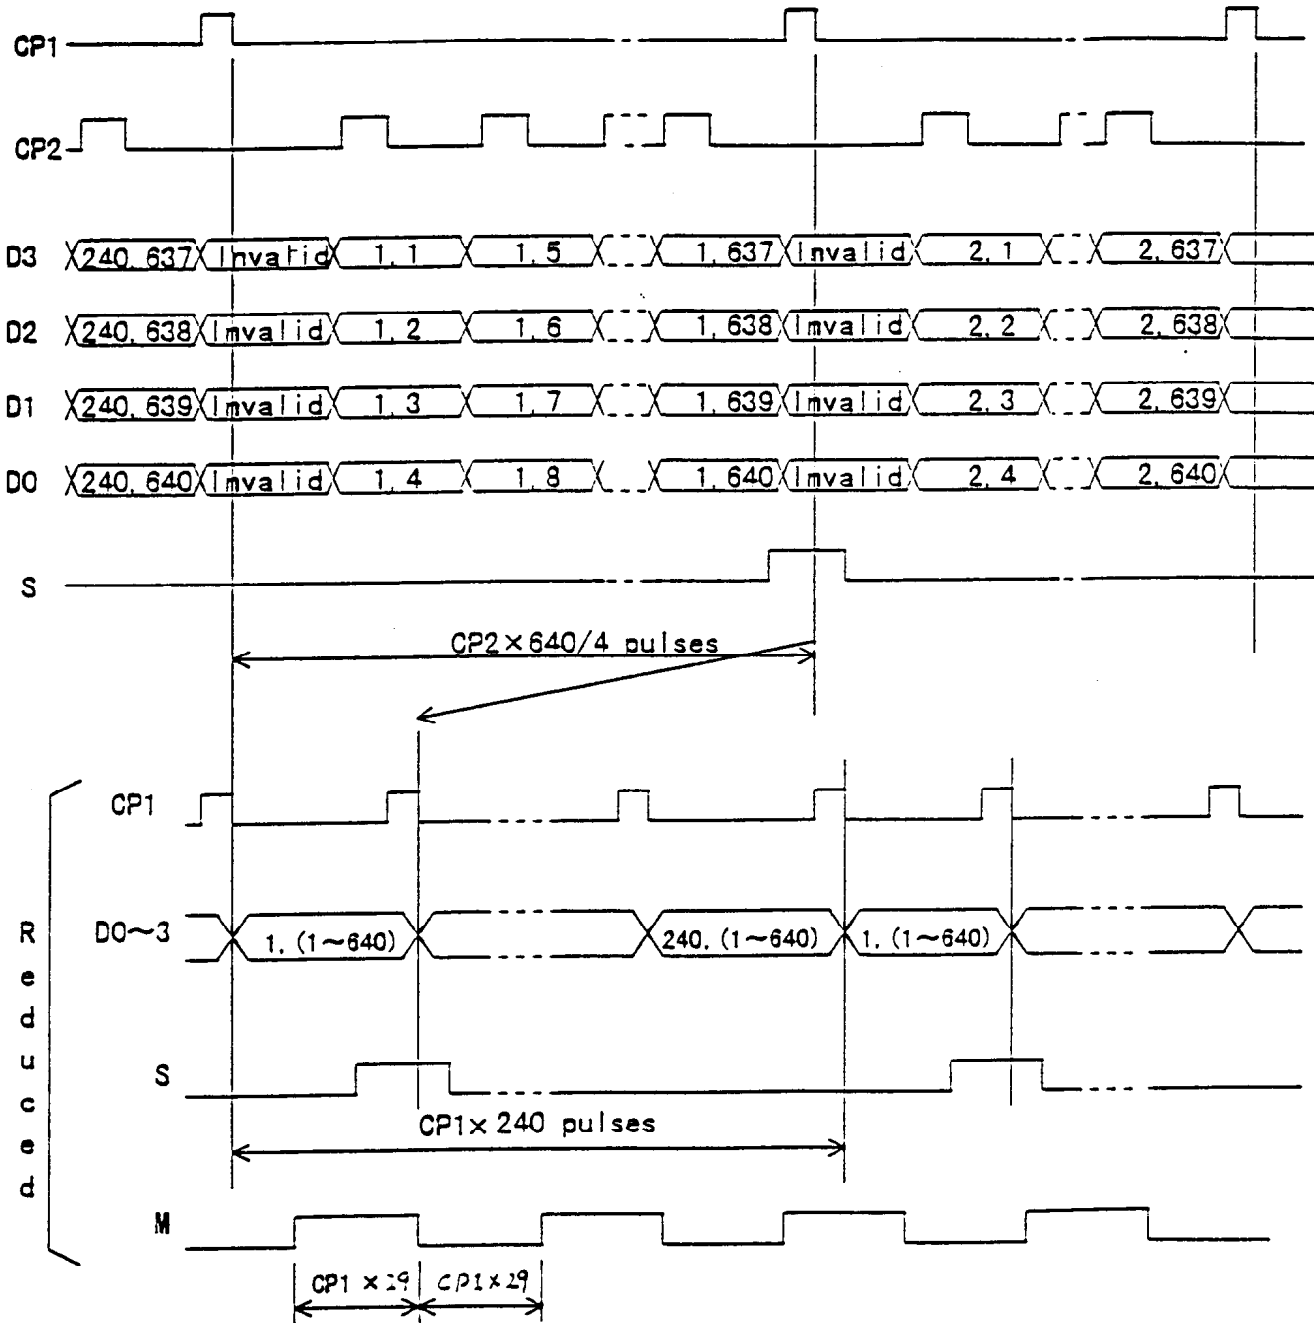 CP1
CP2
D3 240,637 Invalid 1,1 1,5 1,637 Invalid 2,1 2,637
D2 240,638 Invalid 1,2 1,6 1,638 Invalid 2,2 2,638
D1 240,639 Invalid 1,3 1,7 1,639 Invalid 2,3 2,639
D0 240,640 Invalid 1,4 1,8 1,640 Invalid 2,4 2,640
S
CP2×640/4 pulses
Reduced
CP1
D0~3 1,(1~640) 240,(1~640) 1,(1~640)
S
CP1×240 pulses
M
CP1 ×29 CP1×29